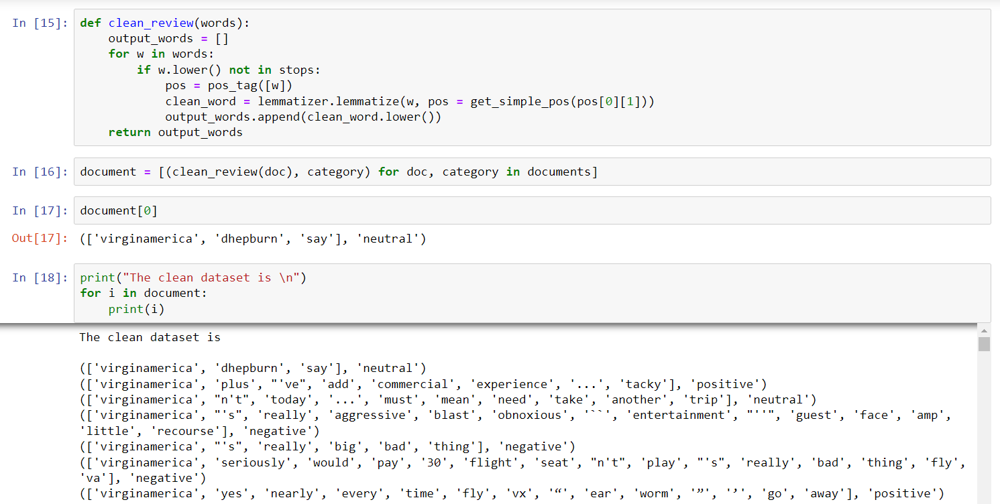 In [15]: def clean_review(words):
    output_words = []
    for w in words:
        if w.lower() not in stops:
            pos = pos_tag([w])
            clean_word = lemmatizer.lemmatize(w, pos = get_simple_pos(pos[0][1]))
            output_words.append(clean_word.lower())
    return output_words
In [16]: document = [(clean_review(doc), category) for doc, category in documents]
In [17]: document[0]
Out[17]: (['virginamerica', 'dhepburn', 'say'], 'neutral')
In [18]: print("The clean dataset is \n")
for i in document:
    print(i)
The clean dataset is
(['virginamerica', 'dhepburn', 'say'], 'neutral')
(['virginamerica', 'plus', "'ve", 'add', 'commercial', 'experience', '...', 'tacky'], 'positive')
(['virginamerica', "n't", 'today', '...', 'must', 'mean', 'need', 'take', 'another', 'trip'], 'neutral')
(['virginamerica', "'s", 'really', 'aggressive', 'blast', 'obnoxious', '``', 'entertainment', "''", 'guest', 'face', 'amp',
'little', 'recourse'], 'negative')
(['virginamerica', "'s", 'really', 'big', 'bad', 'thing'], 'negative')
(['virginamerica', 'seriously', 'would', 'pay', '30', 'flight', 'seat', "n't", 'play', "'s", 'really', 'bad', 'thing', 'fly',
'va'], 'negative')
(['virginamerica', 'yes', 'nearly', 'every', 'time', 'fly', 'vx', '“', 'ear', 'worm', '”', '’', 'go', 'away'], 'positive')